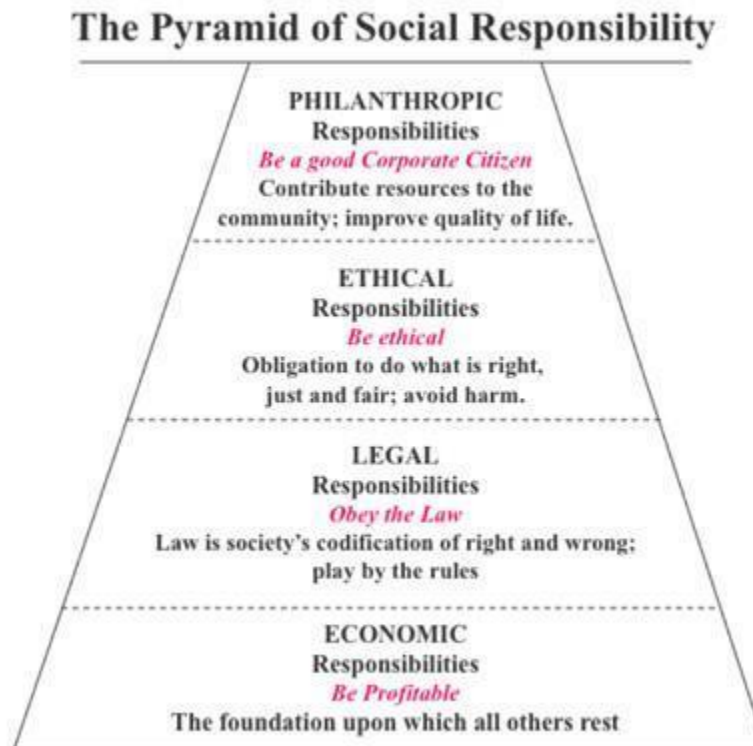 The Pyramid of Social Responsibility
PHILANTHROPIC
Responsibilities
Be a good Corporate Citizen
Contribute resources to the
community; improve quality of life.
ETHICAL
Responsibilities
Be ethical
Obligation to do what is right,
just and fair; avoid harm.
LEGAL
Responsibilities
Obey the Law
Law is society’s codification of right and wrong;
play by the rules
ECONOMIC
Responsibilities
Be Profitable
The foundation upon which all others rest